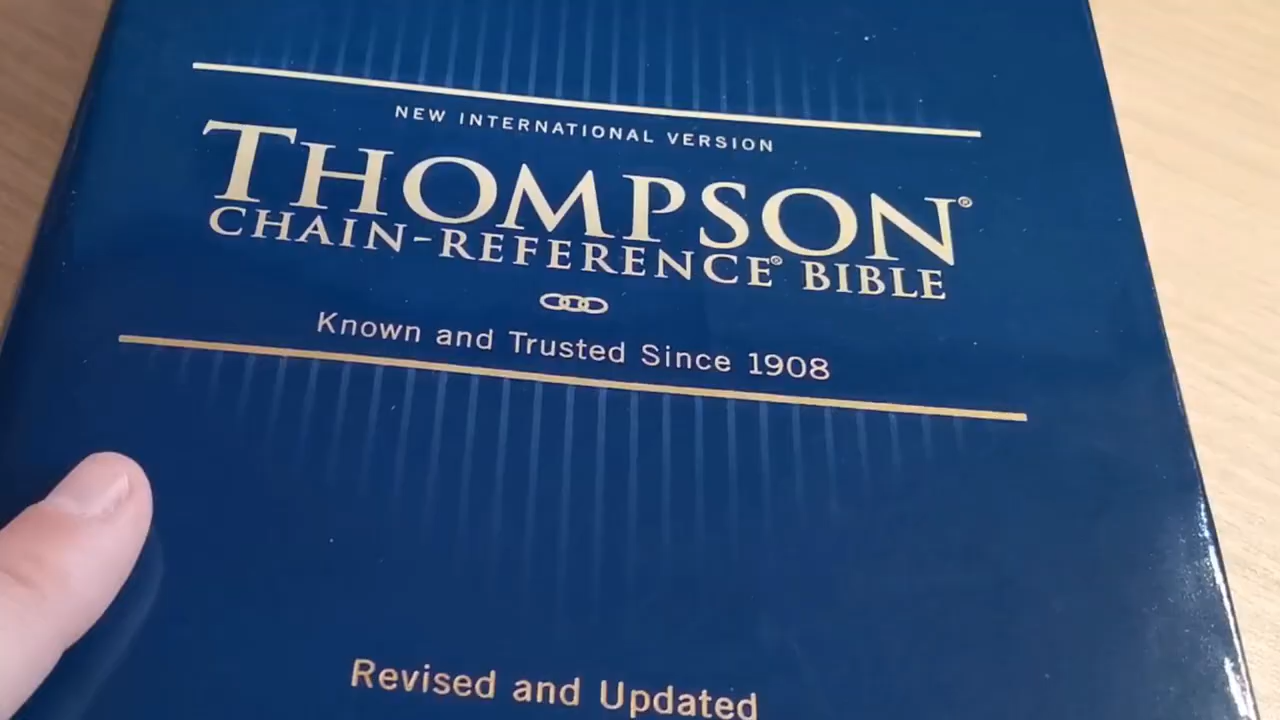 NEW INTERNATIONAL VERSION
THOMPSON®
CHAIN-REFERENCE® BIBLE
Known and Trusted Since 1908
Revised and Updated